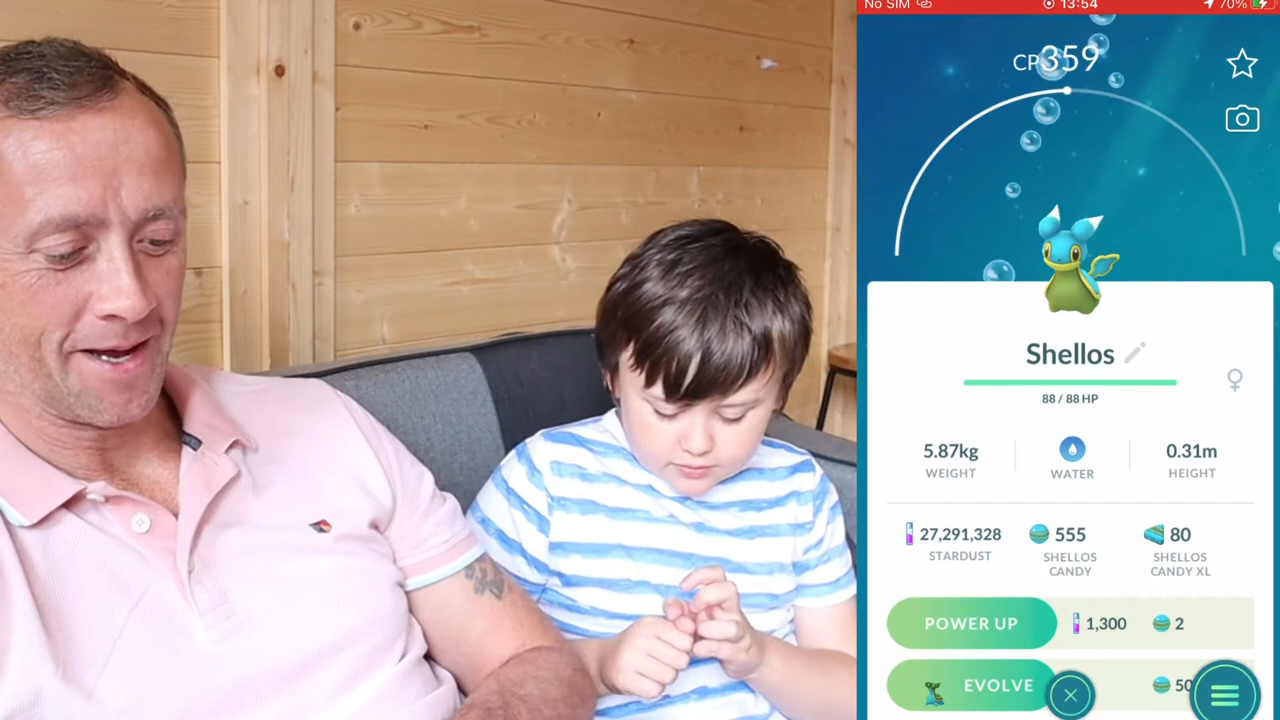 No SIM 13:54 70%
CP359
Shellos
88 / 88 HP
5.87kg 0.31m
WEIGHT WATER HEIGHT
27,291,328 555 80
STARDUST SHELLOS CANDY SHELLOS CANDY XL
POWER UP 1,300 2
EVOLVE 50